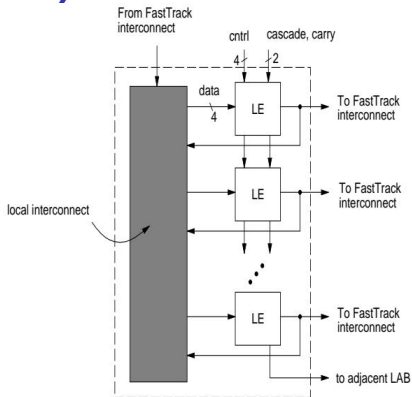 From FastTrack
interconnect
cntrl
cascade, carry
4
2
data
4
LE
To FastTrack
interconnect
LE
To FastTrack
interconnect
local interconnect
LE
To FastTrack
interconnect
to adjacent LAB